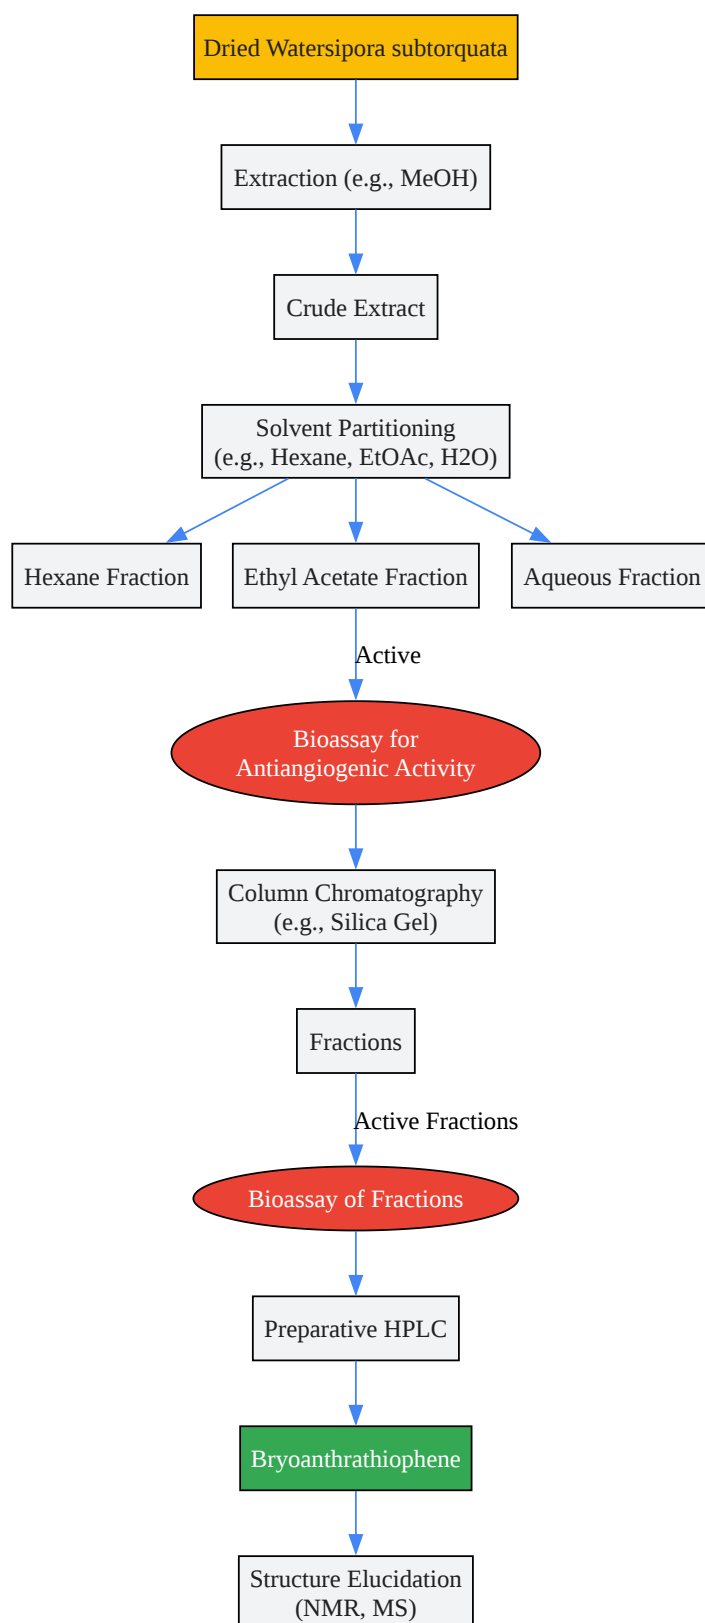 Dried Watersipora subtorquata
Extraction (e.g., MeOH)
Crude Extract
Solvent Partitioning
(e.g., Hexane, EtOAc, H2O)
Hexane Fraction
Ethyl Acetate Fraction
Aqueous Fraction
Active
Bioassay for
Antiangiogenic Activity
Column Chromatography
(e.g., Silica Gel)
Fractions
Active Fractions
Bioassay of Fractions
Preparative HPLC
Bryoanthrathiophene
Structure Elucidation
(NMR, MS)